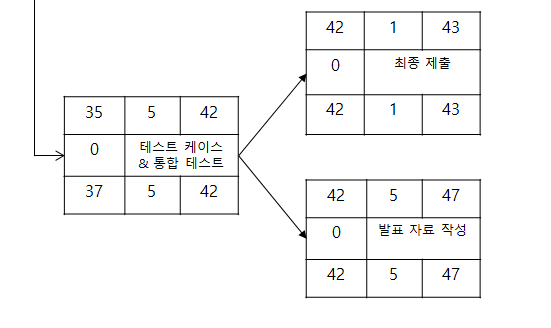 42 1 43
0 최종 제출
42 1 43
35 5 42
0 테스트 케이스
& 통합 테스트
37 5 42
42 5 47
0 발표 자료 작성
42 5 47